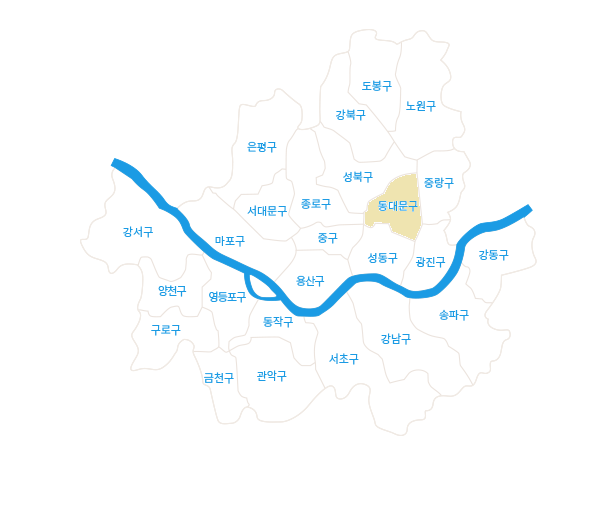 도봉구
노원구
강북구
은평구
성북구
중랑구
서대문구
종로구
동대문구
강서구
마포구
중구
성동구
광진구
강동구
양천구
영등포구
용산구
구로구
동작구
송파구
강남구
서초구
금천구
관악구